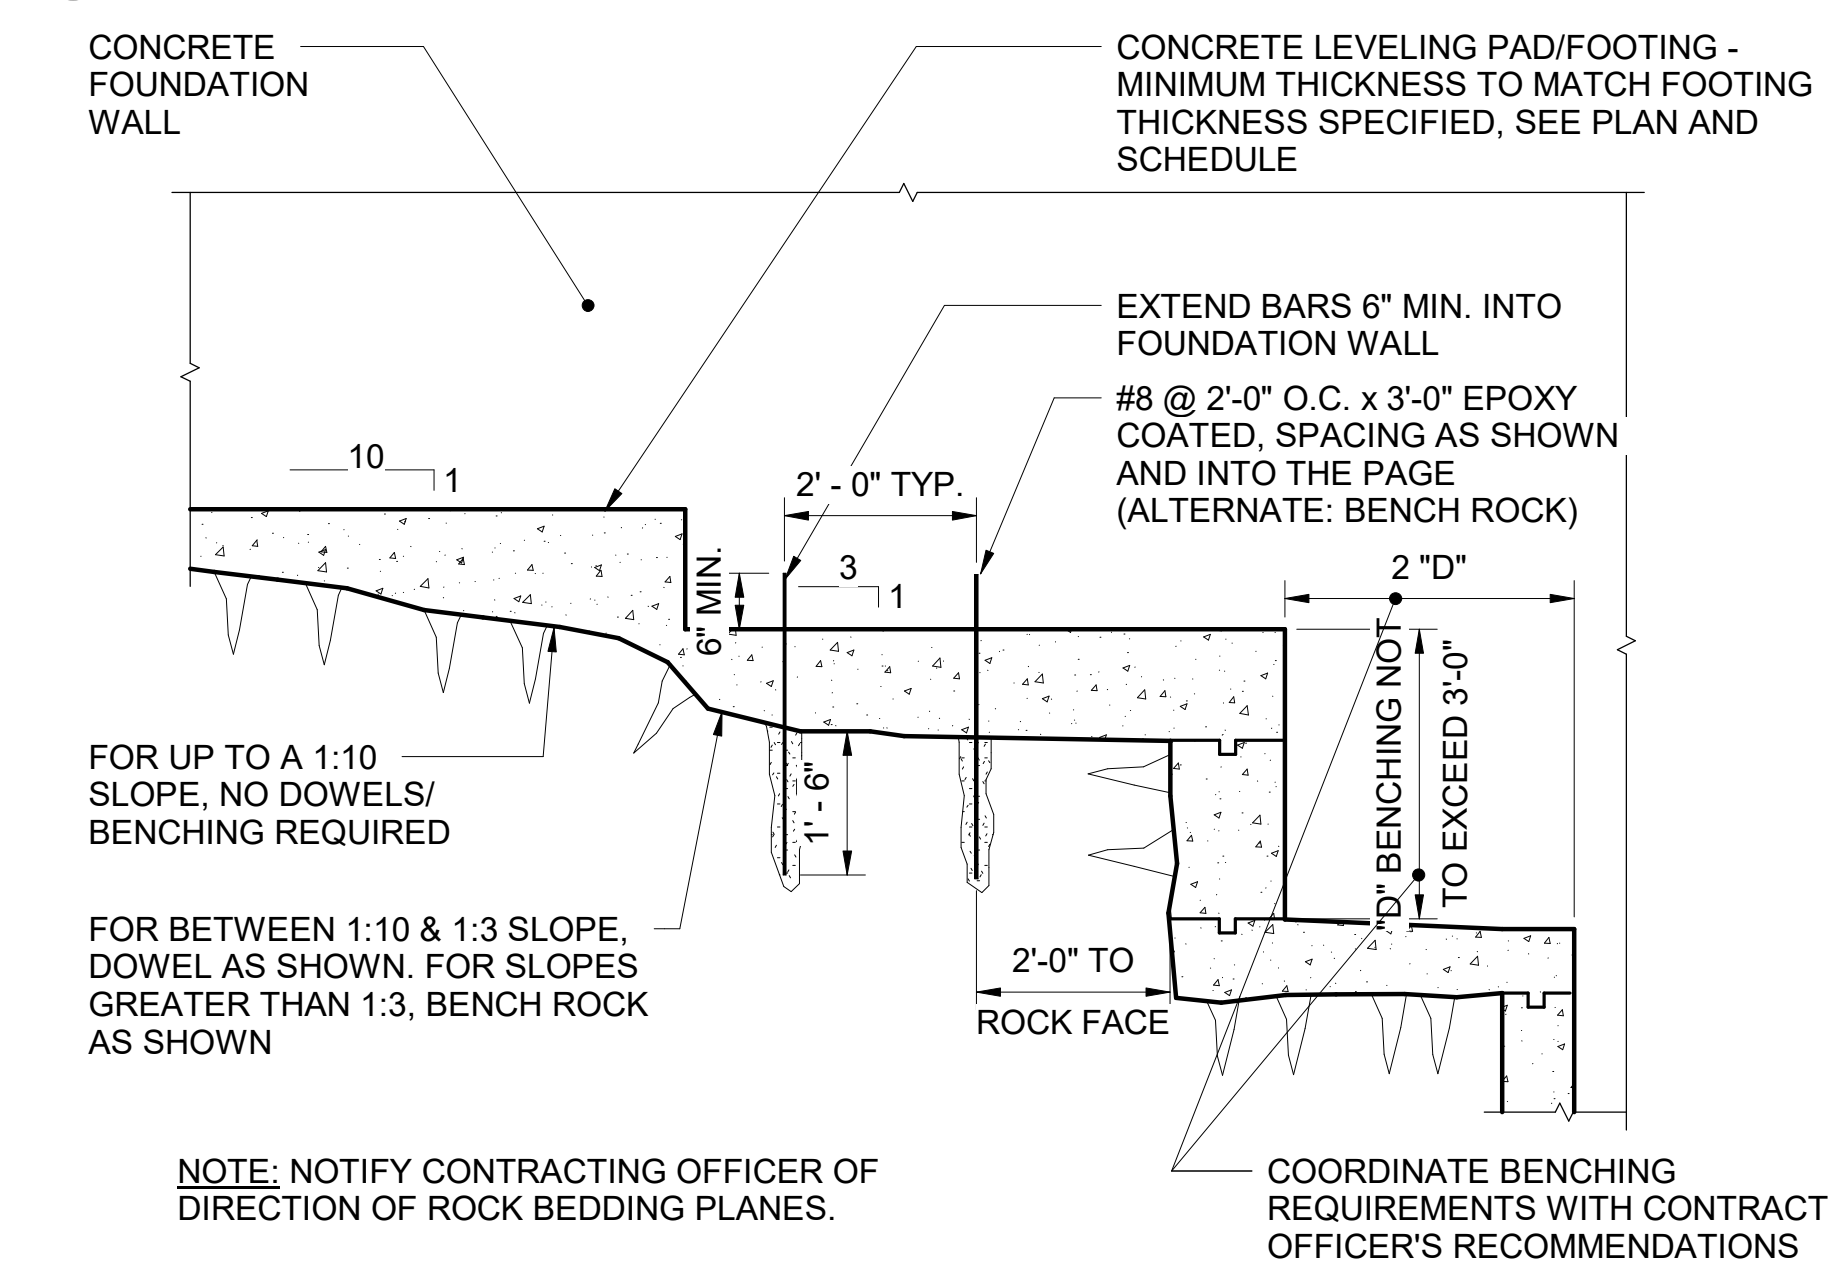 CONCRETE
FOUNDATION
WALL
CONCRETE LEVELING PAD/FOOTING -
MINIMUM THICKNESS TO MATCH FOOTING
THICKNESS SPECIFIED, SEE PLAN AND
SCHEDULE
EXTEND BARS 6" MIN. INTO
FOUNDATION WALL
#8 @ 2'-0" O.C. x 3'-0" EPOXY
COATED, SPACING AS SHOWN
AND INTO THE PAGE
(ALTERNATE: BENCH ROCK)
10
1
2' - 0" TYP.
6" MIN.
3
1
2 "D"
"D" BENCHING NOT
TO EXCEED 3'-0"
1' - 6"
FOR UP TO A 1:10
SLOPE, NO DOWELS/
BENCHING REQUIRED
FOR BETWEEN 1:10 & 1:3 SLOPE,
DOWEL AS SHOWN. FOR SLOPES
GREATER THAN 1:3, BENCH ROCK
AS SHOWN
2'-0" TO
ROCK FACE
NOTE: NOTIFY CONTRACTING OFFICER OF
DIRECTION OF ROCK BEDDING PLANES.
COORDINATE BENCHING
REQUIREMENTS WITH CONTRACT
OFFICER'S RECOMMENDATIONS